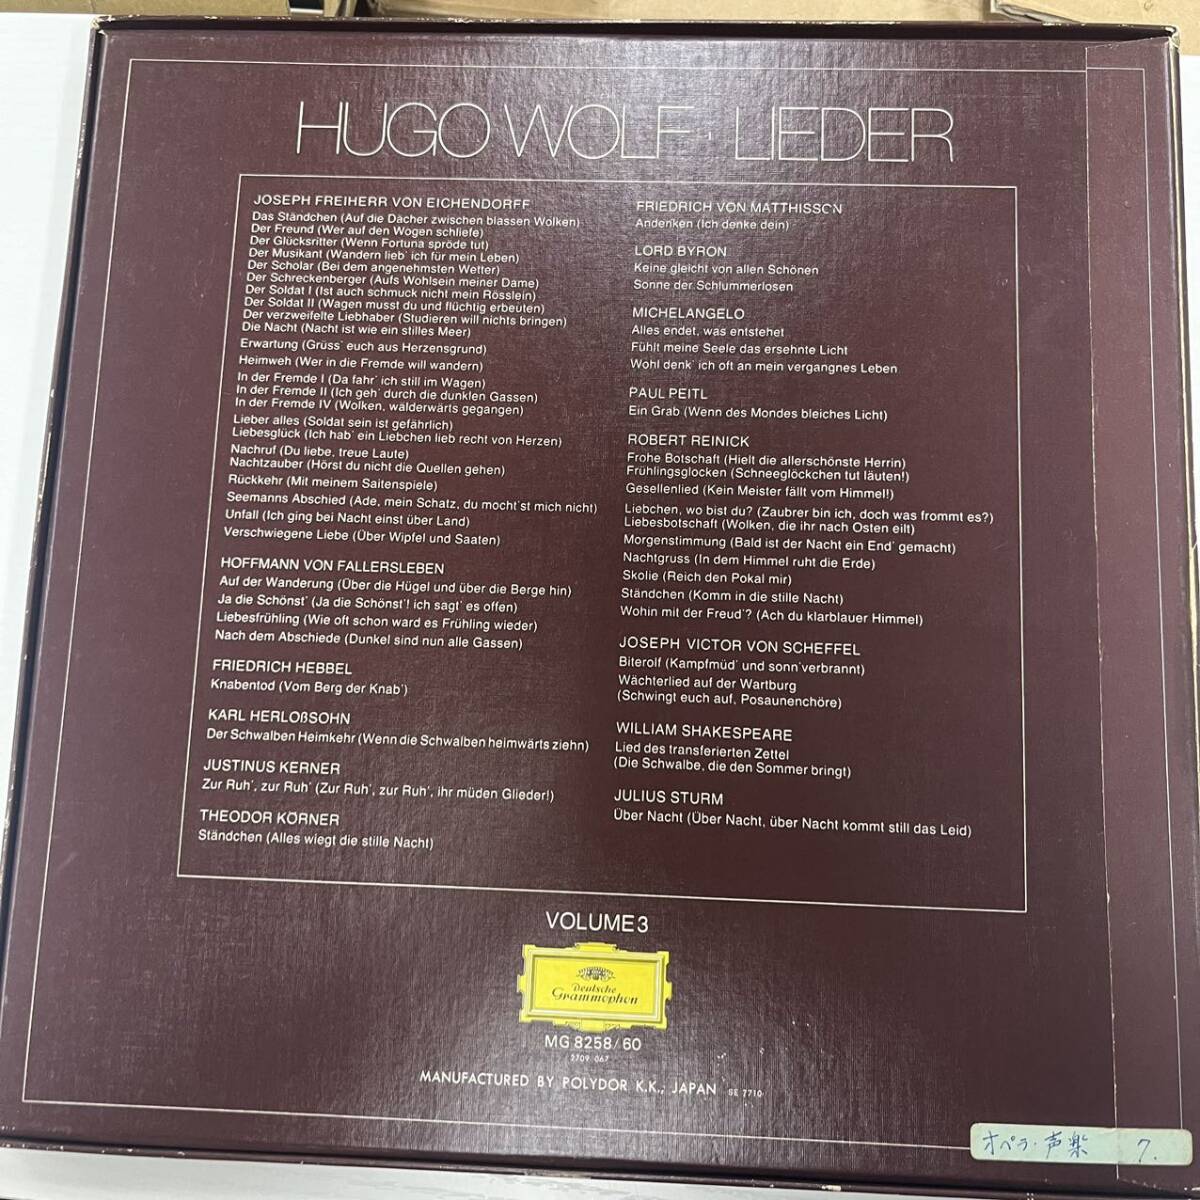 HUGO WOLF · LIEDER
JOSEPH FREIHERR VON EICHENDORFF
Das Ständchen (Auf die Dächer zwischen blassen Wolken)
Der Freund (Wer auf den Wogen schliefe)
Der Glücksritter (Wenn Fortuna spröde tut)
Der Musikant (Wandern lieb' ich für mein Leben)
Der Scholar (Bei dem angenehmsten Wetter)
Der Schreckenberger (Aufs Wohlsein meiner Dame)
Der Soldat I (Ist auch schmuck nicht mein Rösslein)
Der Soldat II (Wagen musst du und flüchtig erbeuten)
Der verzweifelte Liebhaber (Studieren will nichts bringen)
Die Nacht (Nacht ist wie ein stilles Meer)
Erwartung (Grüss' euch aus Herzensgrund)
Heimweh (Wer in die Fremde will wandern)
In der Fremde I (Da fahr' ich still im Wagen)
In der Fremde II (Ich geh' durch die dunklen Gassen)
In der Fremde IV (Wolken, wälderwärts gegangen)
Lieber alles (Soldat sein ist gefährlich)
Liebesglück (Ich hab' ein Liebchen lieb recht von Herzen)
Nachruf (Du liebe, treue Laute)
Nachtzauber (Hörst du nicht die Quellen gehen)
Rückkehr (Mit meinem Saitenspiele)
Seemanns Abschied (Ade, mein Schatz, du mocht'st mich nicht)
Unfall (Ich ging bei Nacht einst über Land)
Verschwiegene Liebe (Über Wipfel und Saaten)
HOFFMANN VON FALLERSLEBEN
Auf der Wanderung (Über die Hügel und über die Berge hin)
Ja die Schönst' (Ja die Schönst'! ich sagt' es offen)
Liebesfrühling (Wie oft schon ward es Frühling wieder)
Nach dem Abschiede (Dunkel sind nun alle Gassen)
FRIEDRICH HEBBEL
Knabentod (Vom Berg der Knab')
KARL HERLOßSOHN
Der Schwalben Heimkehr (Wenn die Schwalben heimwärts ziehn)
JUSTINUS KERNER
Zur Ruh', zur Ruh' (Zur Ruh', zur Ruh', ihr müden Glieder!)
THEODOR KÖRNER
Ständchen (Alles wiegt die stille Nacht)
FRIEDRICH VON MATTHISSON
Andenken (Ich denke dein)
LORD BYRON
Keine gleicht von allen Schönen
Sonne der Schlummerlosen
MICHELANGELO
Alles endet, was entstehet
Fühlt meine Seele das ersehnte Licht
Wohl denk' ich oft an mein vergangnes Leben
PAUL PEITL
Ein Grab (Wenn des Mondes bleiches Licht)
ROBERT REINICK
Frohe Botschaft (Hielt die allerschönste Herrin)
Frühlingsglocken (Schneeglöckchen tut läuten!)
Gesellenlied (Kein Meister fällt vom Himmel!)
Liebchen, wo bist du? (Zaubrer bin ich, doch was frommt es?)
Liebesbotschaft (Wolken, die ihr nach Osten eilt)
Morgenstimmung (Bald ist der Nacht ein End' gemacht)
Nachtgruss (In dem Himmel ruht die Erde)
Skolie (Reich den Pokal mir)
Ständchen (Komm in die stille Nacht)
Wohin mit der Freud'? (Ach du klarblauer Himmel)
JOSEPH VICTOR VON SCHEFFEL
Biterolf (Kampfmüd' und sonn'verbrannt)
Wächterlied auf der Wartburg
(Schwingt euch auf, Posaunenchöre)
WILLIAM SHAKESPEARE
Lied des transferierten Zettel
(Die Schwalbe, die den Sommer bringt)
JULIUS STURM
Über Nacht (Über Nacht, über Nacht kommt still das Leid)
VOLUME 3
Deutsche
Grammophon
MG 8258/60
2709 067
MANUFACTURED BY POLYDOR K.K., JAPAN SE 7710
オペラ・声楽 7.